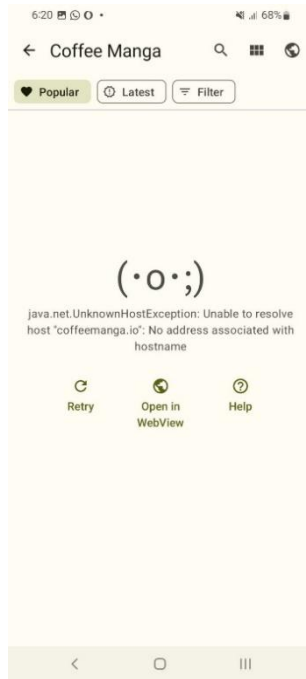 6:20
68%
Coffee Manga
Popular
Latest
Filter
(·o·;)
java.net.UnknownHostException: Unable to resolve
host "coffeemanga.io": No address associated with
hostname
Retry
Open in
WebView
Help